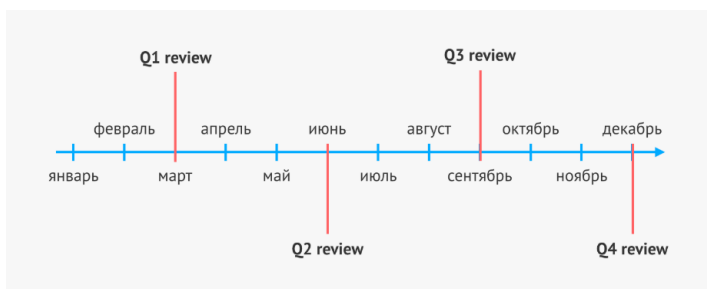 Q1 review
Q3 review
февраль апрель июнь август октябрь декабрь
январь март май июль сентябрь ноябрь
Q2 review
Q4 review